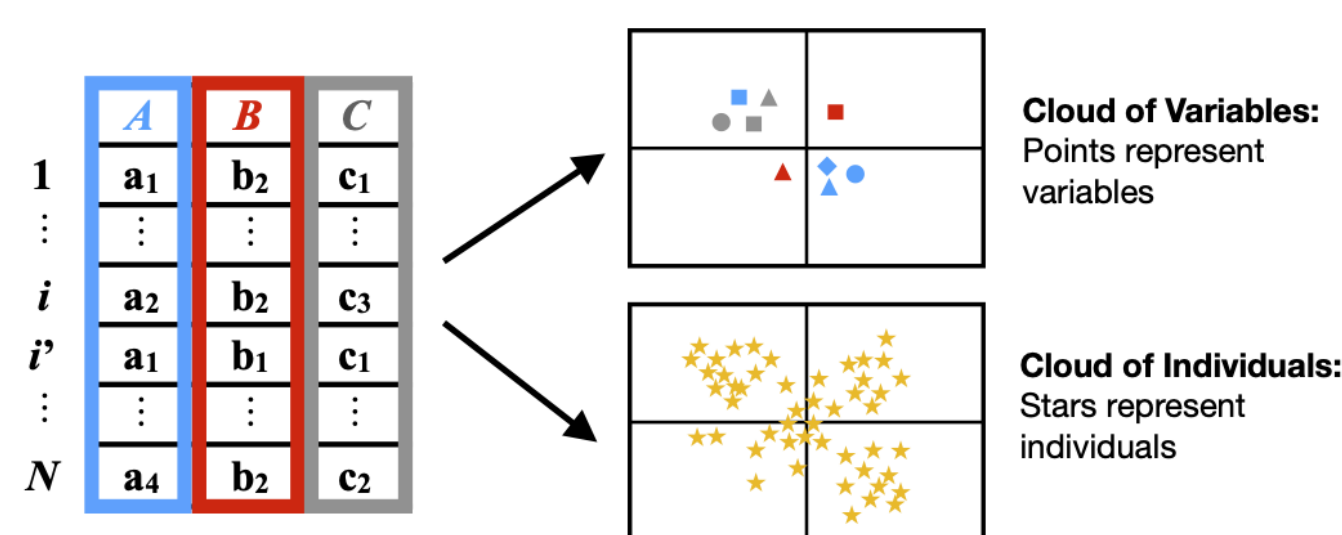 A B C
1 a1 b2 c1
⋮ ⋮ ⋮ ⋮
i a2 b2 c3
i’ a1 b1 c1
⋮ ⋮ ⋮ ⋮
N a4 b2 c2
Cloud of Variables:
Points represent
variables
Cloud of Individuals:
Stars represent
individuals